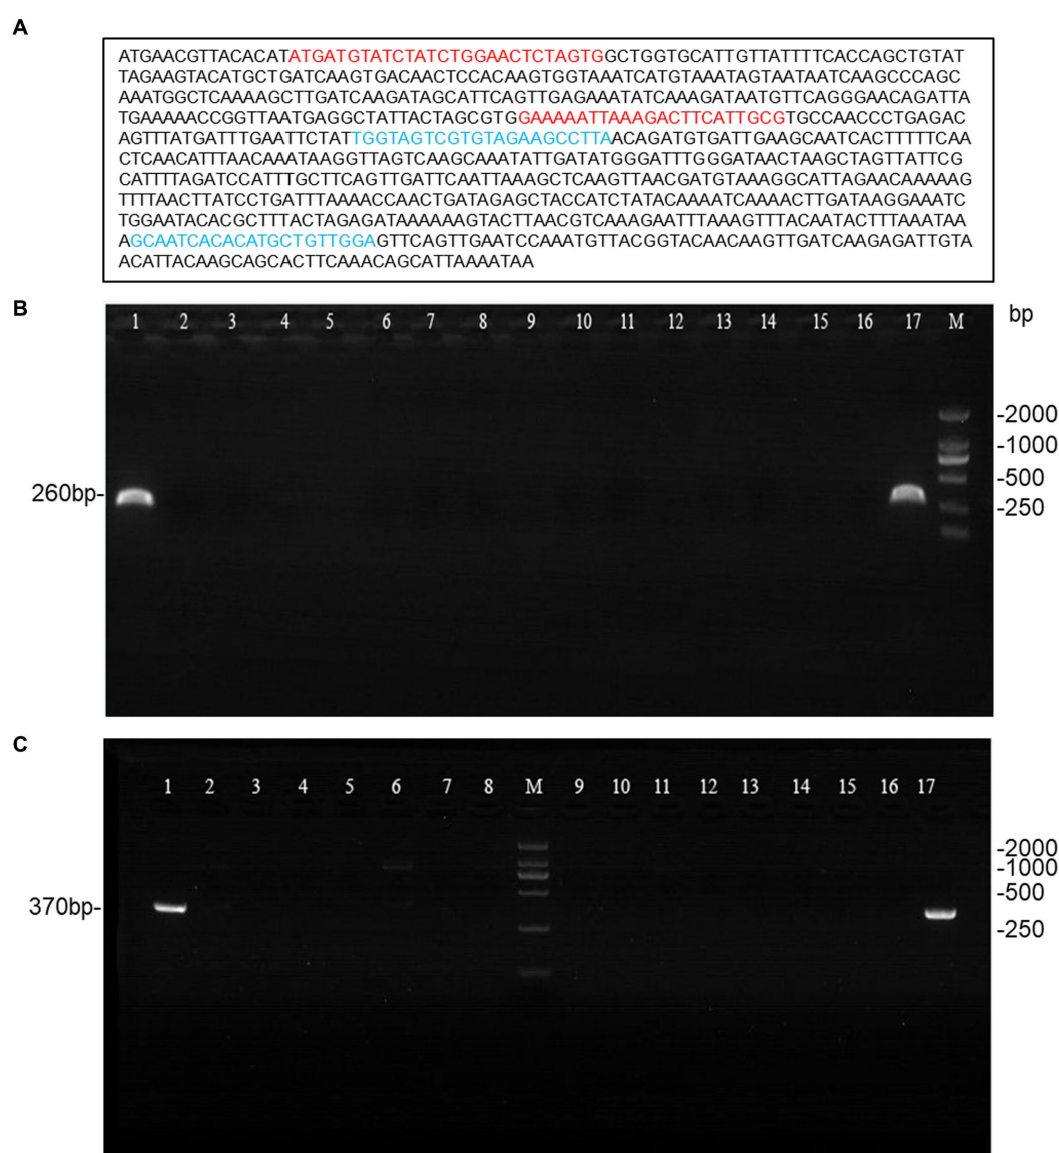 A
ATGAACGTTACACATATGATGTATCTATCTGGAACTCTAGTGGCTGGTGCATTGTTATTTTCACCAGCTGTAT
TAGAAGTACATGCTGATCAAGTGACAACTCCACAAGTGGTAAATCATGTAAATAGTAATAATCAAGCCCAGC
AAATGGCTCAAAAGCTTGATCAAGATAGCATTCAGTTGAGAAATATCAAAGATAATGTTCAGGGAACAGATTA
TGAAAAACCGGTTAATGAGGCTATTACTAGCGTGGAAAAATTAAAGACTTCATTGCGTGCCAACCCTGAGAC
AGTTTATGATTTGAATTCTATTGGTAGTCGTGTAGAAGCCTTAACAGATGTGATTGAAGCAATCACTTTTTCAA
CTCAACATTTAACAAATAAGGTTAGTCAAGCAAATATTGATATGGGATTTGGGATAACTAAGCTAGTTATTCG
CATTTTAGATCCATTTGCTTCAGTTGATTCAATTAAAGCTCAAGTTAACGATGTAAAGGCATTAGAACAAAAAG
TTTTAACTTATCCTGATTTAAAACCAACTGATAGAGCTACCATCTATACAAAATCAAAACTTGATAAGGAAATC
TGGAATACACGCTTTACTAGAGATAAAAAAGTACTTAACGTCAAAGAATTTAAAGTTTACAATACTTTAAATAA
AGCAATCACACATGCTGTTGGAGTTCAGTTGAATCCAAATGTTACGGTACAACAAGTTGATCAAGAGATTGTA
ACATTACAAGCAGCACTTCAAACAGCATTAAAATAA
B
1 2 3 4 5 6 7 8 9 10 11 12 13 14 15 16 17 M bp
-2000
-1000
-500
260bp-
-250
C
1 2 3 4 5 6 7 8 M 9 10 11 12 13 14 15 16 17
-2000
-1000
-500
370bp-
-250